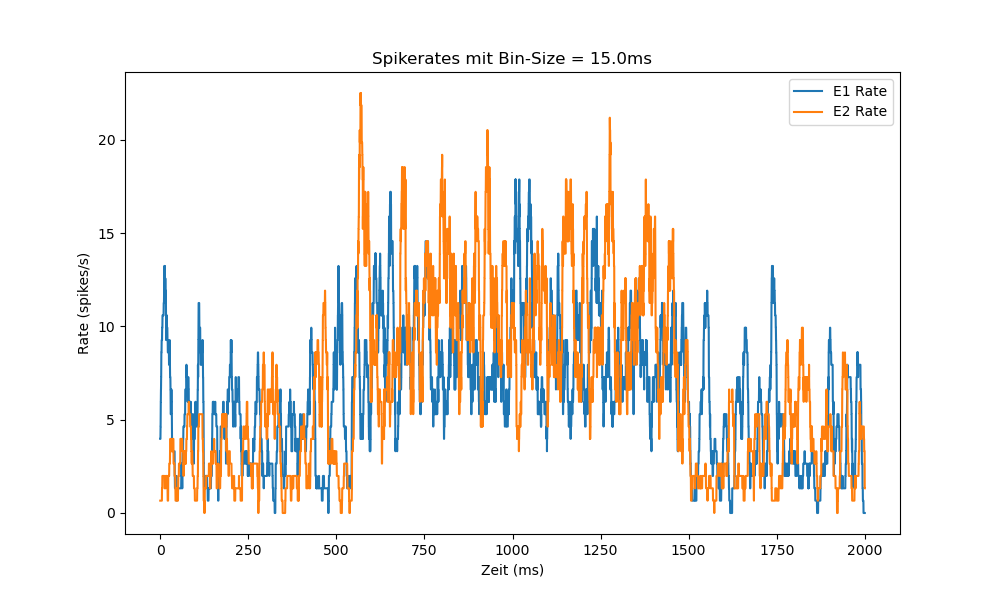 Spikerates mit Bin-Size = 15.0ms
E1 Rate
E2 Rate
Rate (spikes/s)
20
15
10
5
0
0 250 500 750 1000 1250 1500 1750 2000
Zeit (ms)